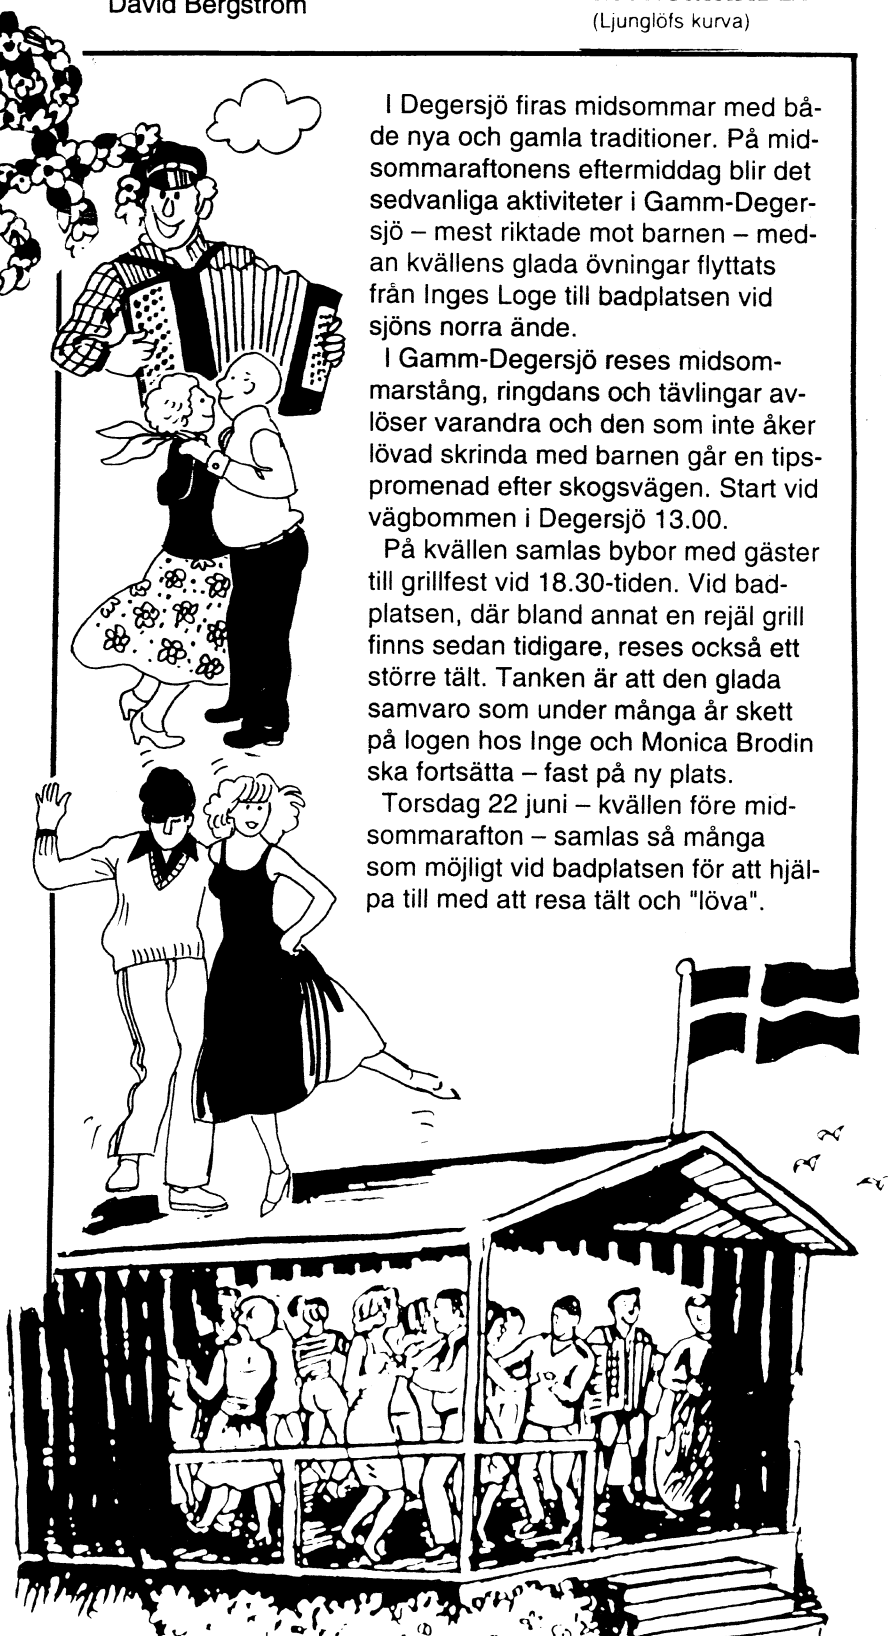 David Bergström
(Ljunglöfs kurva)
I Degersjö firas midsommar med bå-
de nya och gamla traditioner. På mid-
sommaraftonens eftermiddag blir det
sedvanliga aktiviteter i Gamm-Deger-
sjö – mest riktade mot barnen – med-
an kvällens glada övningar flyttats
från Inges Loge till badplatsen vid
sjöns norra ände.
I Gamm-Degersjö reses midsom-
marstång, ringdans och tävlingar av-
löser varandra och den som inte åker
lövad skrinda med barnen går en tips-
promenad efter skogsvägen. Start vid
vägbommen i Degersjö 13.00.
På kvällen samlas bybor med gäster
till grillfest vid 18.30-tiden. Vid bad-
platsen, där bland annat en rejäl grill
finns sedan tidigare, reses också ett
större tält. Tanken är att den glada
samvaro som under många år skett
på logen hos Inge och Monica Brodin
ska fortsätta – fast på ny plats.
Torsdag 22 juni – kvällen före mid-
sommarafton – samlas så många
som möjligt vid badplatsen för att hjäl-
pa till med att resa tält och "löva".